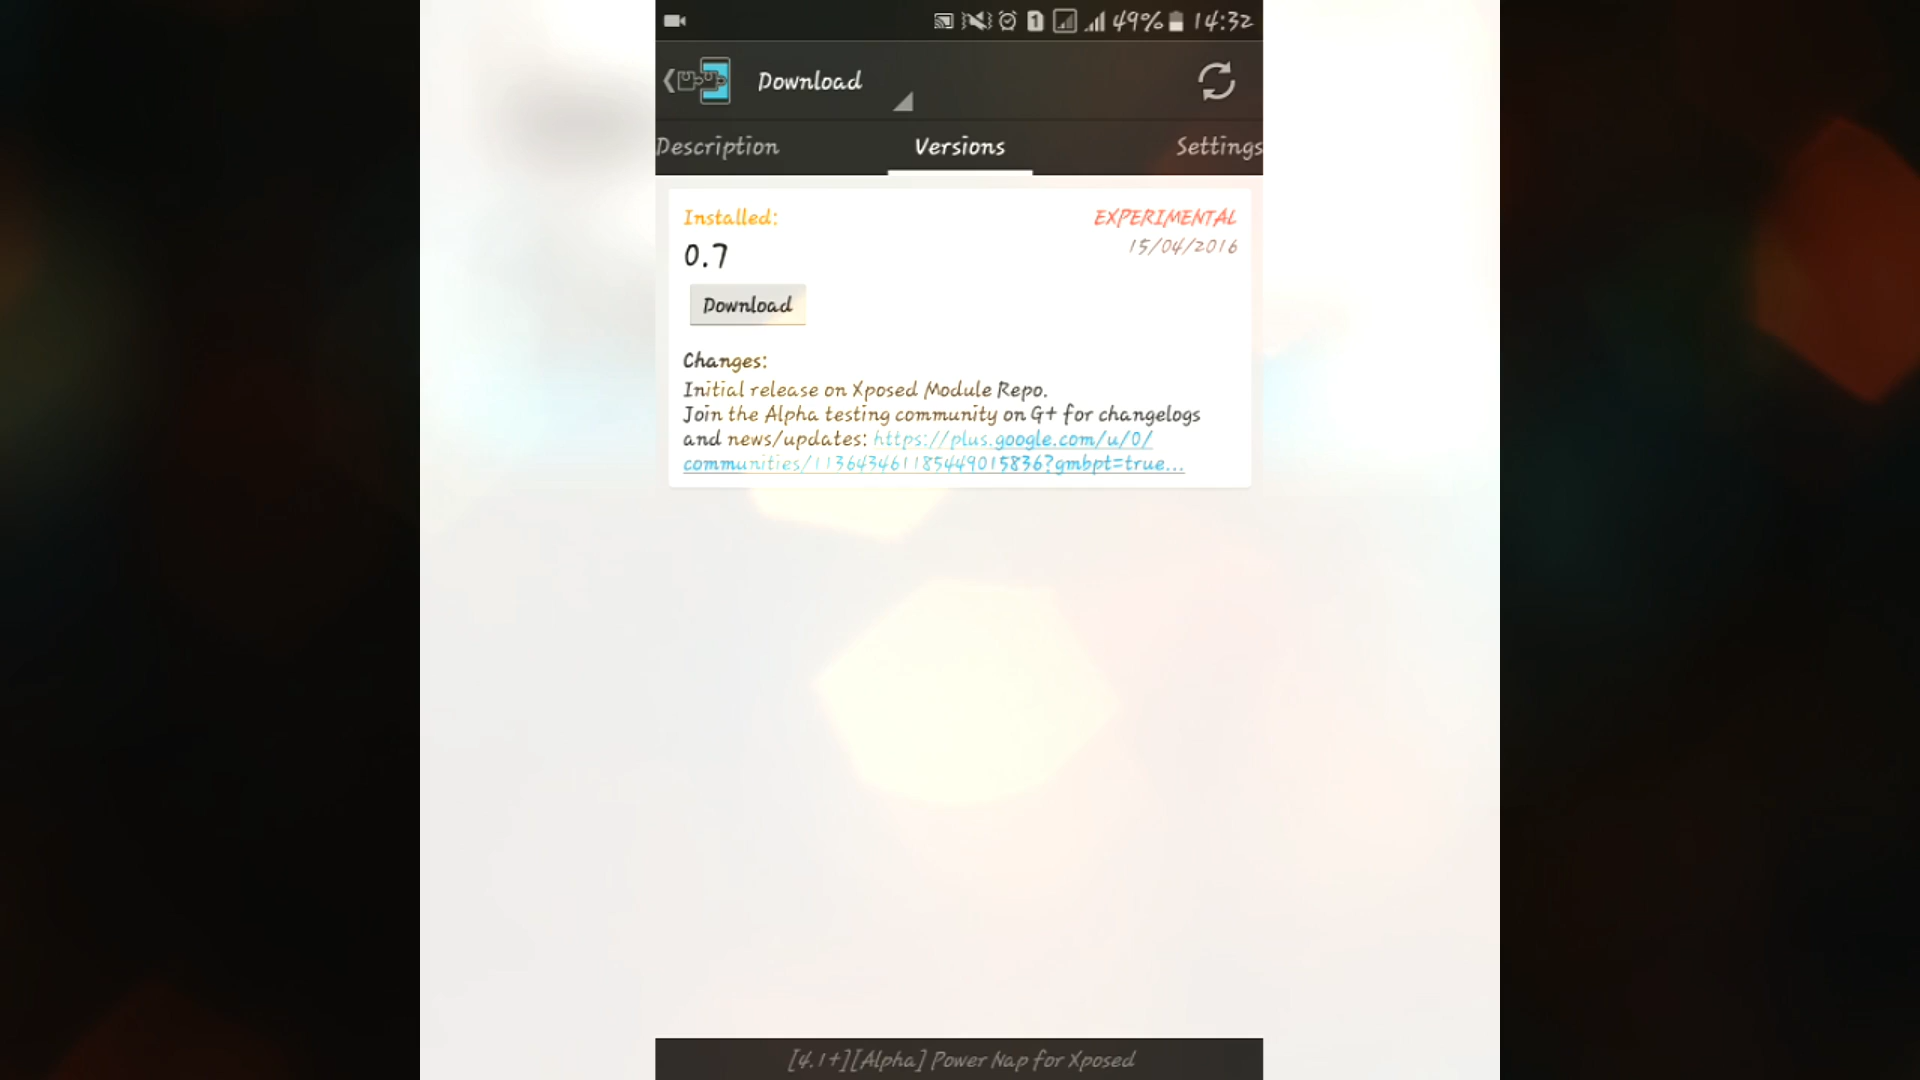 1 49% 14:32
Download
Description Versions Settings
Installed: EXPERIMENTAL
0.7 15/04/2016
Download
Changes:
Initial release on Xposed Module Repo.
Join the Alpha testing community on G+ for changelogs
and news/updates: https://plus.google.com/u/0/
communities/113643461185449015836?gmbpt=true...
[4.1+][Alpha] Power Nap for Xposed